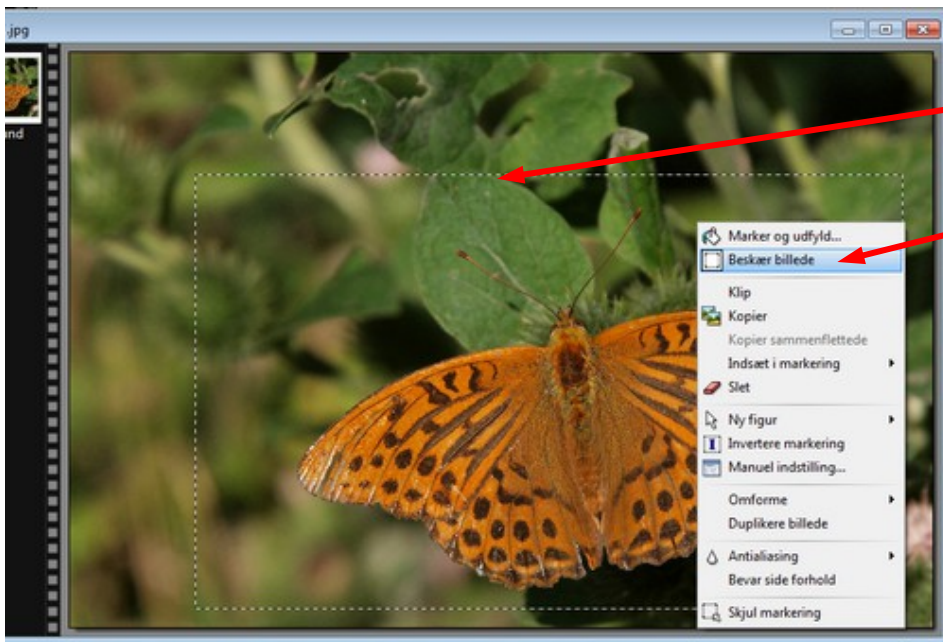 .jpg
und
Marker og udfyld...
Beskær billede
Klip
Kopier
Kopier sammenflettede
Indsæt i markering
Slet
Ny figur
Invertere markering
Manuel indstilling...
Omforme
Duplikere billede
Antialiasing
Bevar side forhold
Skjul markering